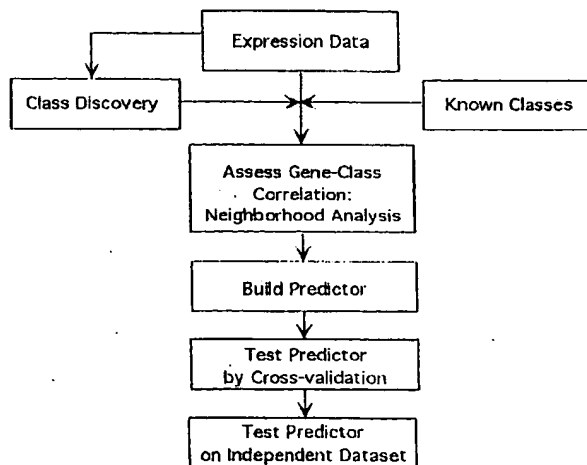 Expression Data
Class Discovery
Known Classes
Assess Gene-Class
Correlation:
Neighborhood Analysis
Build Predictor
Test Predictor
by Cross-validation
Test Predictor
on Independent Dataset